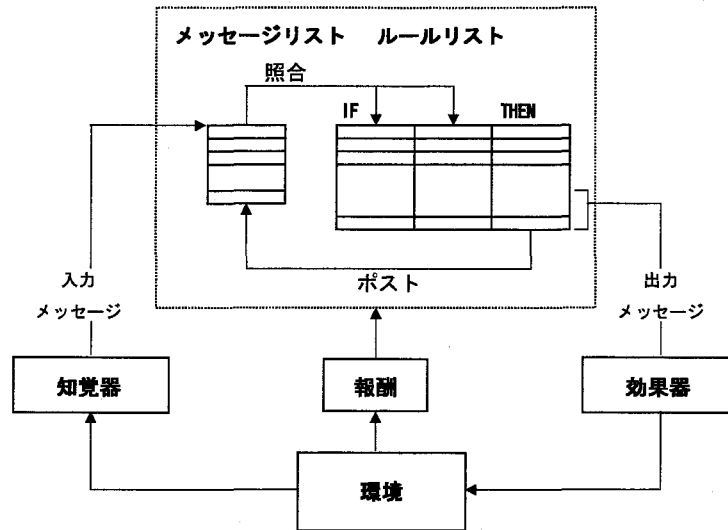 メッセージリスト ルールリスト
照合
IF THEN
ポスト
入力
メッセージ
出力
メッセージ
知覚器
報酬
効果器
環境